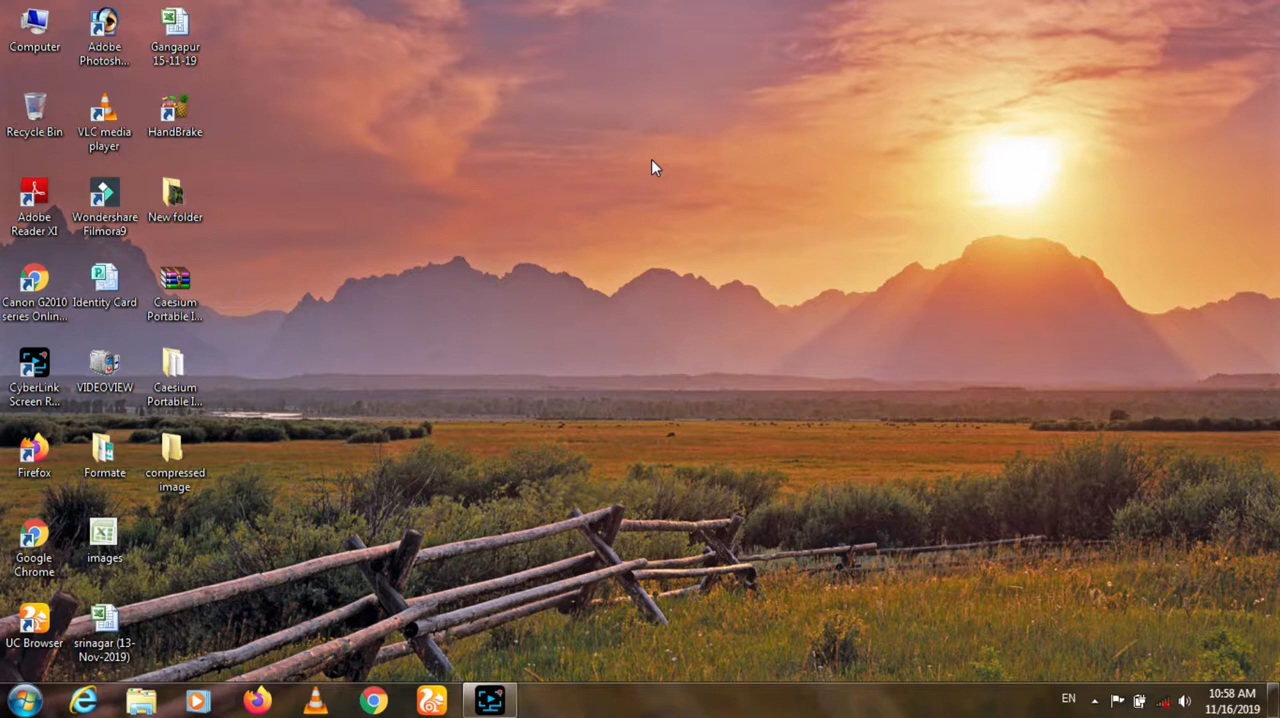 Computer
Adobe
Photosh...
Gangapur
15-11-19
Recycle Bin
VLC media
player
HandBrake
Adobe
Reader XI
Wondershare
Filmora9
New folder
Canon G2010
series Onlin...
Identity Card
Caesium
Portable I...
CyberLink
Screen R...
VIDEOVIEW
Caesium
Portable I...
Firefox
Formate
compressed
image
Google
Chrome
images
UC Browser
srinagar (13-
Nov-2019)
EN
10:58 AM
11/16/2019